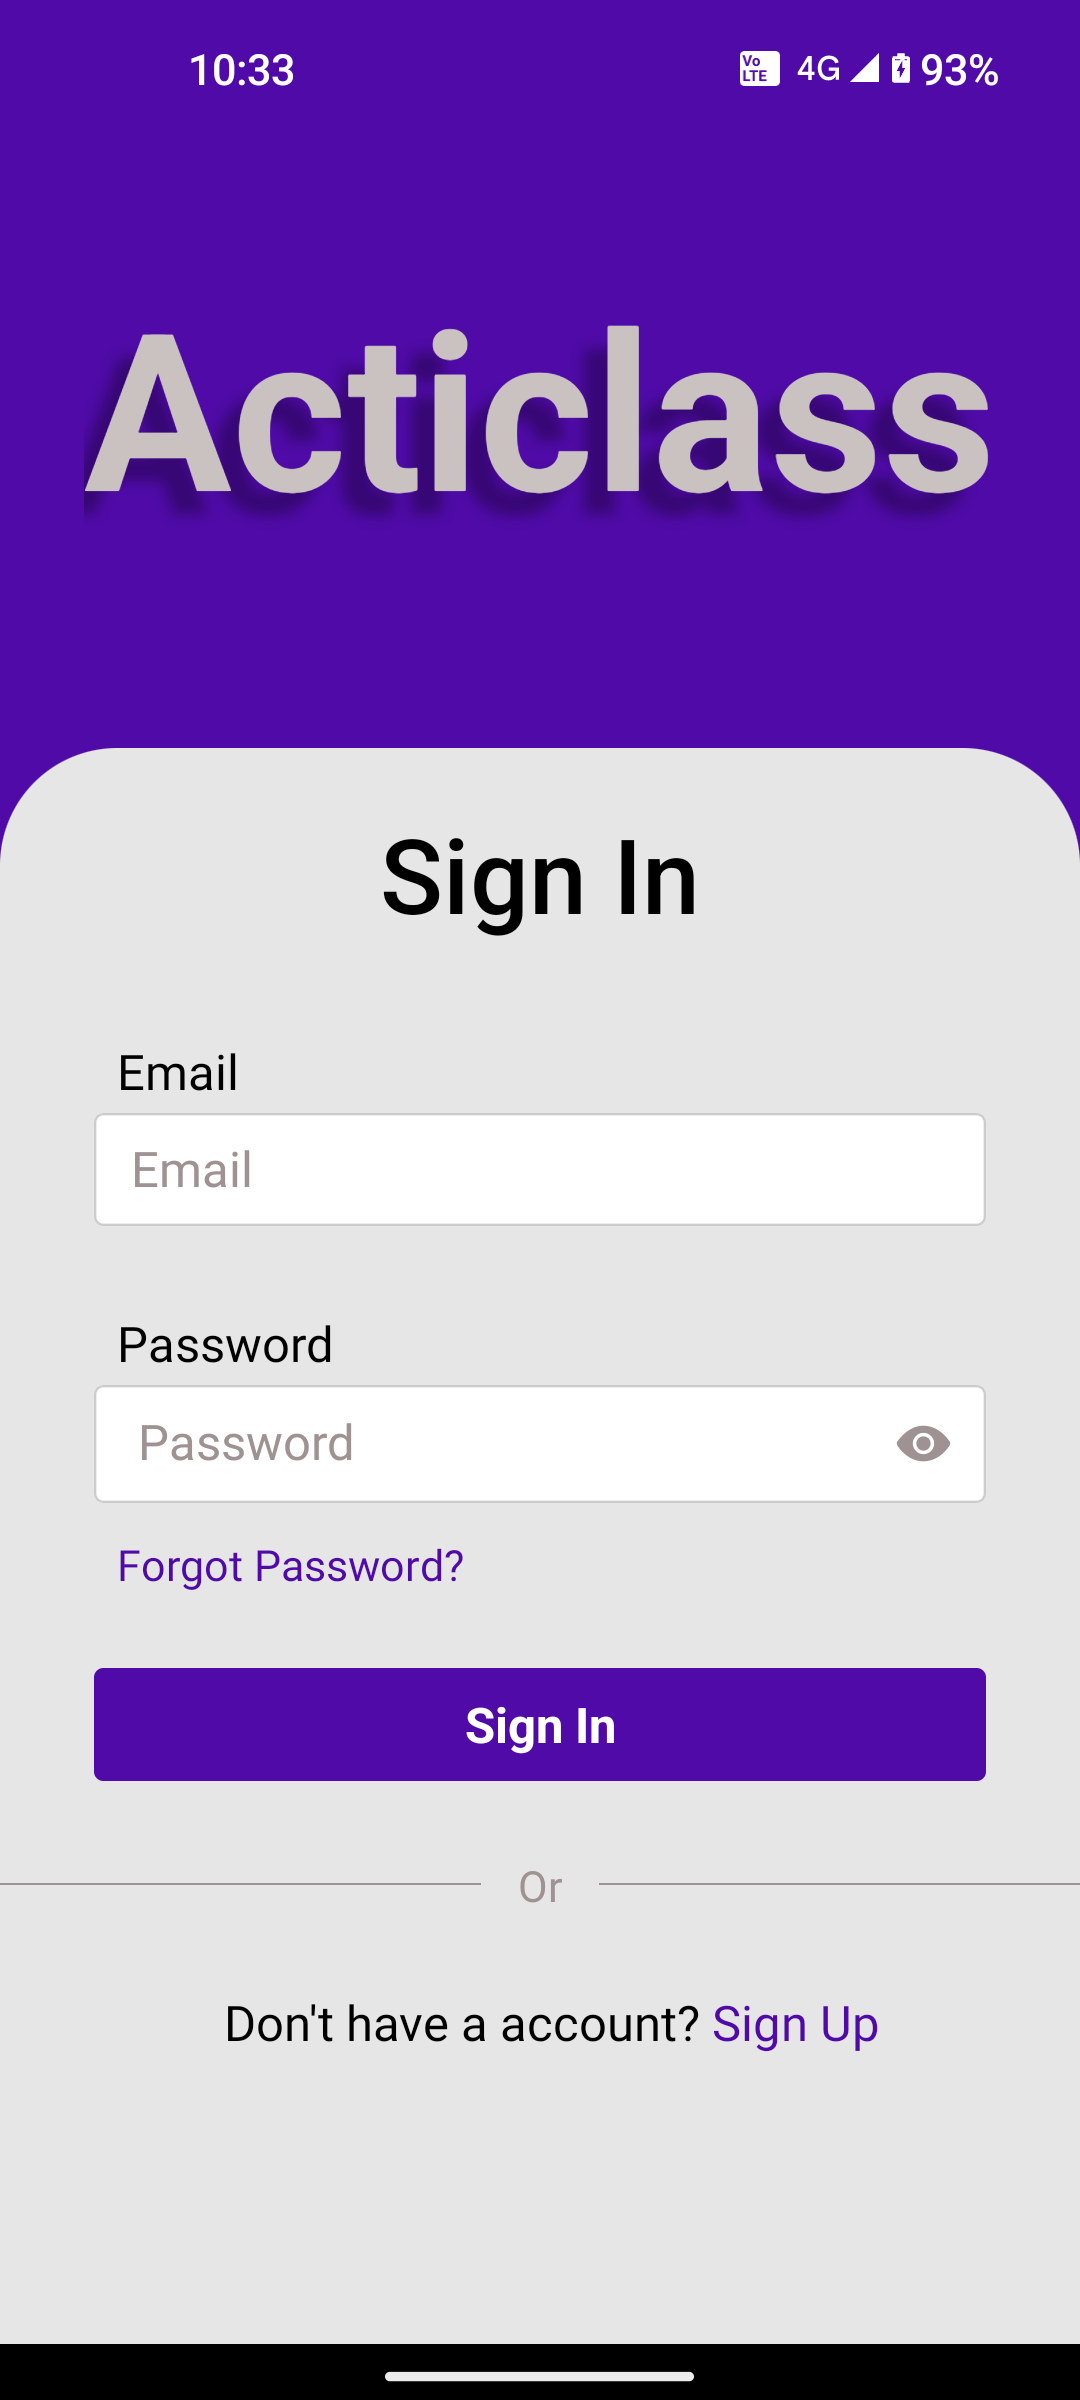 10:33 Vo LTE 4G 93%
Acticlass
Sign In
Email
Email
Password
Password
Forgot Password?
Sign In
Or
Don't have a account? Sign Up